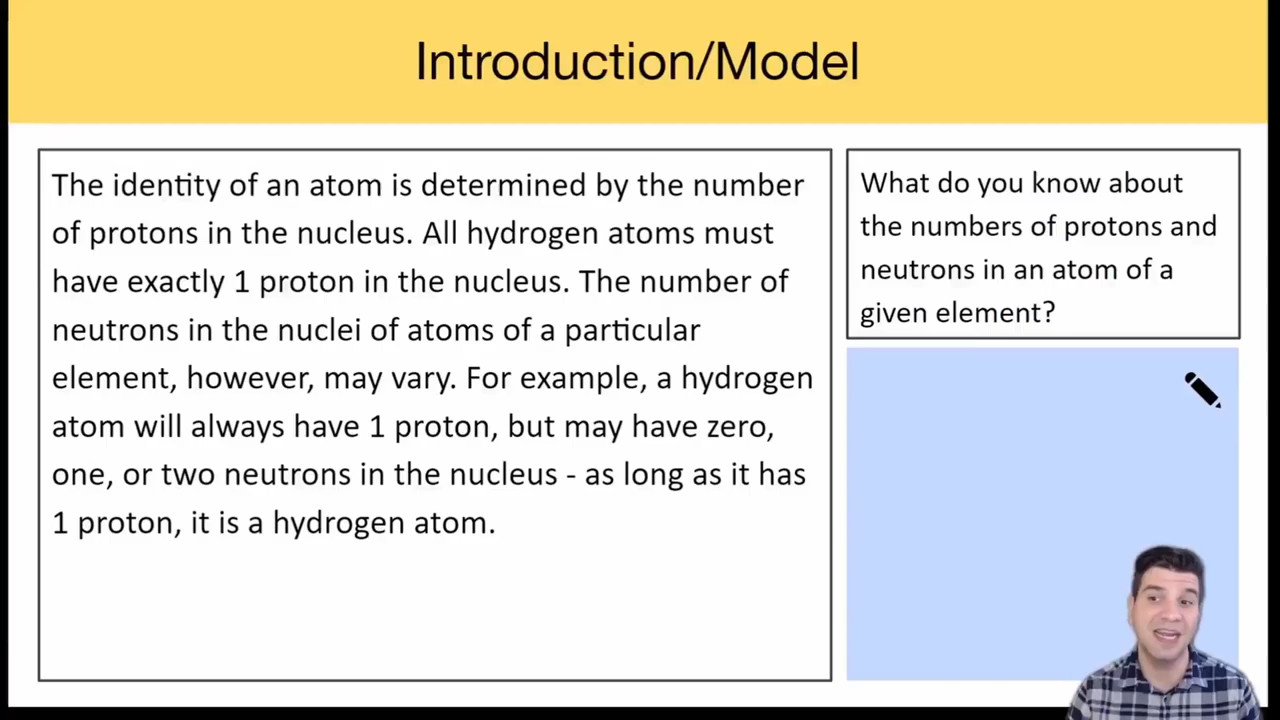 Introduction/Model
The identity of an atom is determined by the number
of protons in the nucleus. All hydrogen atoms must
have exactly 1 proton in the nucleus. The number of
neutrons in the nuclei of atoms of a particular
element, however, may vary. For example, a hydrogen
atom will always have 1 proton, but may have zero,
one, or two neutrons in the nucleus - as long as it has
1 proton, it is a hydrogen atom.
What do you know about
the numbers of protons and
neutrons in an atom of a
given element?